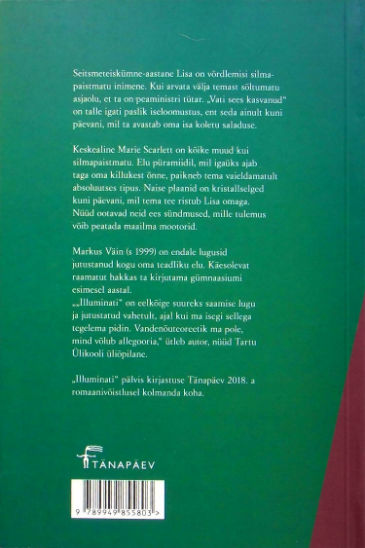 Seitsmeteiskümne-aastane Lisa on võrdlemisi silma-
paistmatu inimene. Kui arvata välja temast sõltumatu
asjaolu, et ta on peaministri tütar. „Vati sees kasvanud“
on talle igati paslik iseloomustus, ent seda ainult kuni
päevani, mil ta avastab oma isa koletu saladuse.
Keskealine Marie Scarlett on kõike muud kui
silmapaistmatu. Elu püramiidil, mil igaüks ajab
taga oma killukest õnne, paikneb tema vaieldamatult
absoluutses tipus. Naise plaanid on kristallselged
kuni päevani, mil tema tee ristub Lisa omaga.
Nüüd ootavad neid ees sündmused, mille tulemus
võib peatada maailma mootorid.
Markus Väin (s 1999) on endale lugusid
jutustanud kogu oma teadliku elu. Käesolevat
raamatut hakkas ta kirjutama gümnaasiumi
esimesel aastal.
„„Illuminati“ on eelkõige suureks saamise lugu
ja jutustatud vahetult, ajal kui ma isegi sellega
tegelema pidin. Vandenõuteoreetik ma pole,
mind võlub allegooria,“ ütleb autor, nüüd Tartu
Ülikooli üliõpilane.
„Illuminati“ pälvis kirjastuse Tänapäev 2018. a
romaanivõistlusel kolmanda koha.
TÄNAPÄEV
9 789949 855803 >